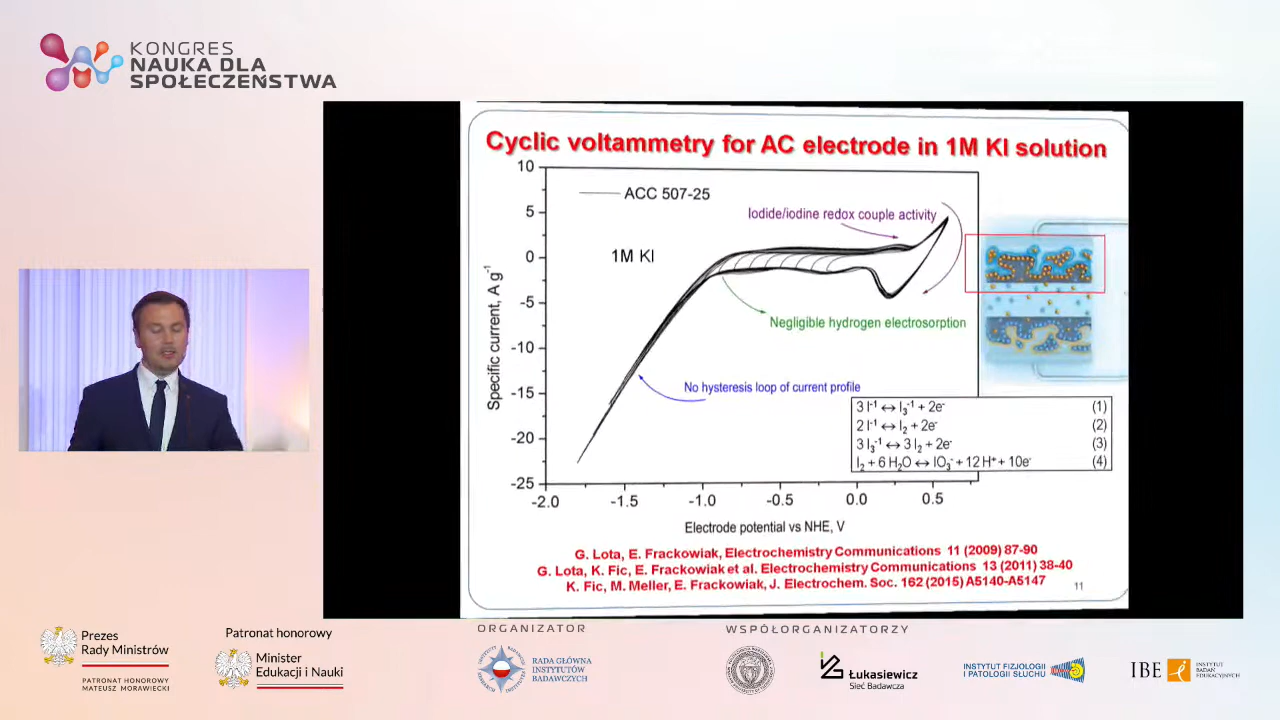 KONGRES
NAUKA DLA
SPOŁECZEŃSTWA
Cyclic voltammetry for AC electrode in 1M KI solution
10
5
0
-5
-10
-15
-20
-25
Specific current, A g⁻¹
ACC 507-25
1M KI
Iodide/iodine redox couple activity
Negligible hydrogen electrosorption
No hysteresis loop of current profile
3 I⁻¹ ↔ I₃⁻¹ + 2e⁻ (1)
2 I⁻¹ ↔ I₂ + 2e⁻ (2)
3 I₃⁻¹ ↔ 3 I₂ + 2e⁻ (3)
I₂ + 6 H₂O ↔ IO₃⁻ + 12 H⁺ + 10e⁻ (4)
-2.0 -1.5 -1.0 -0.5 0.0 0.5
Electrode potential vs NHE, V
G. Lota, E. Frackowiak, Electrochemistry Communications 11 (2009) 87-90
G. Lota, K. Fic, E. Frackowiak et al. Electrochemistry Communications 13 (2011) 38-40
K. Fic, M. Meller, E. Frackowiak, J. Electrochem. Soc. 162 (2015) A5140-A5147
11
Prezes
Rady Ministrów
PATRONAT HONOROWY
MATEUSZ MORAWIECKI
Patronat honorowy
Minister
Edukacji i Nauki
ORGANIZATOR
RADA GŁÓWNA
INSTYTUTÓW
BADAWCZYCH
WSPÓŁORGANIZATORZY
Łukasiewicz
Sieć Badawcza
INSTYTUT FIZJOLOGII
I PATOLOGII SŁUCHU
IBE
INSTYTUT
BADAŃ
EDUKACYJNYCH